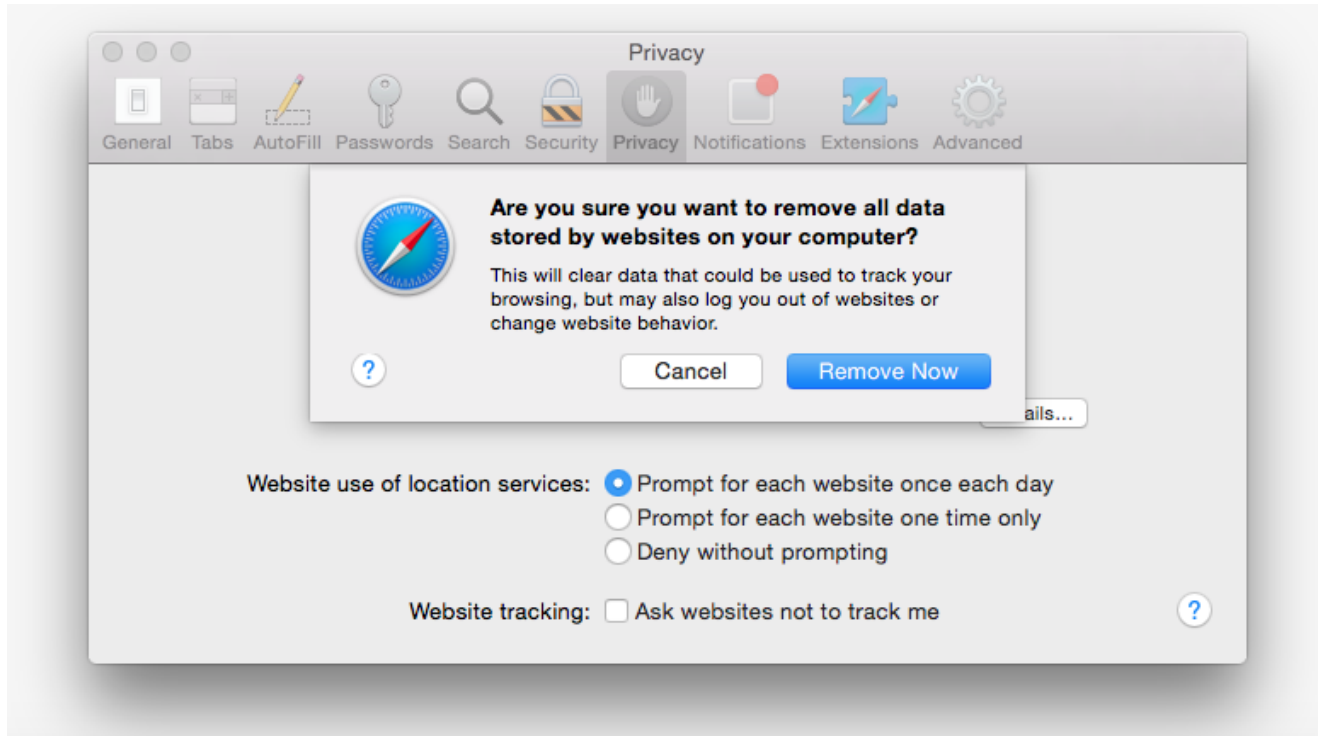 Privacy
General Tabs AutoFill Passwords Search Security Privacy Notifications Extensions Advanced
Are you sure you want to remove all data
stored by websites on your computer?
This will clear data that could be used to track your
browsing, but may also log you out of websites or
change website behavior.
? Cancel Remove Now
ails...
Website use of location services: Prompt for each website once each day
Prompt for each website one time only
Deny without prompting
Website tracking: Ask websites not to track me ?